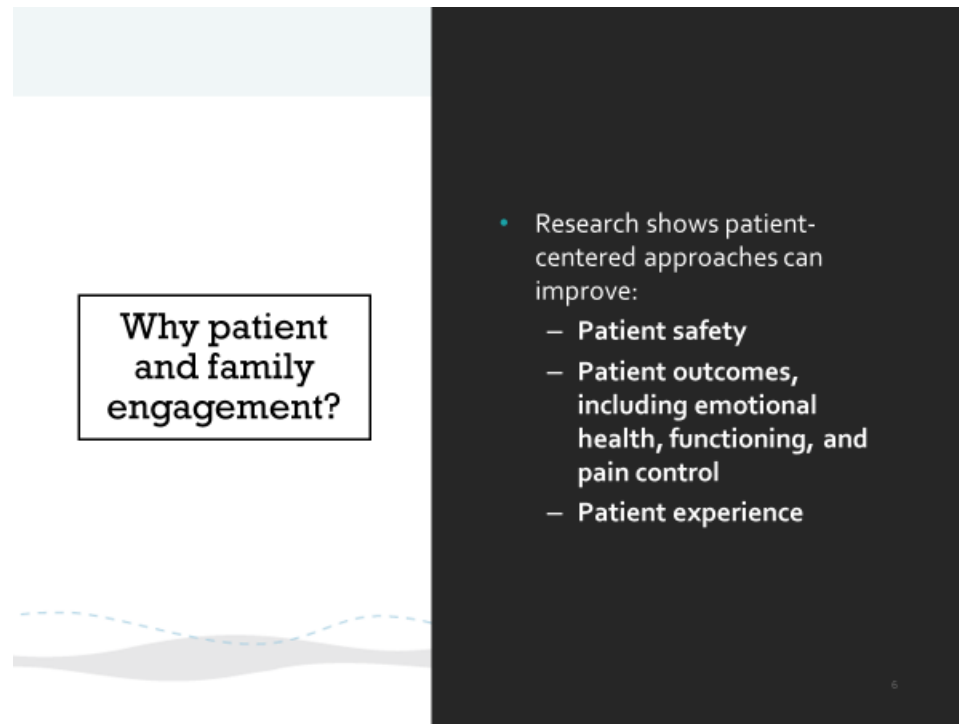 Why patient
and family
engagement?
• Research shows patient-
centered approaches can
improve:
– Patient safety
– Patient outcomes,
including emotional
health, functioning, and
pain control
– Patient experience
6